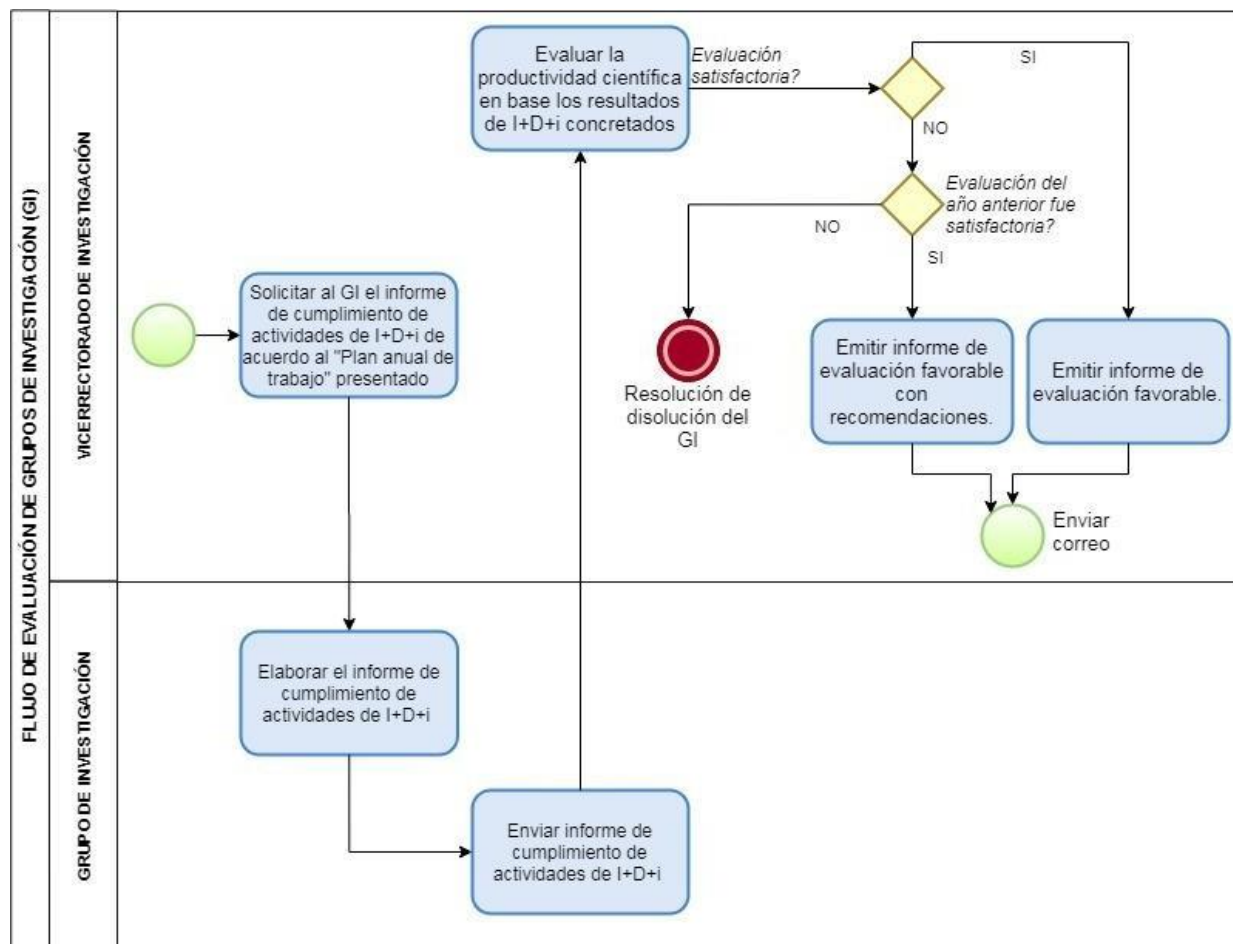 FLUJO DE EVALUACIÓN DE GRUPOS DE INVESTIGACIÓN (GI)
VICERRECTORADO DE INVESTIGACIÓN
Solicitar al GI el informe
de cumplimiento de
actividades de I+D+i de
acuerdo al "Plan anual de
trabajo" presentado
Evaluar la
productividad científica
en base los resultados
de I+D+i concretados
Evaluación
satisfactoria?
SI
NO
Evaluación del
año anterior fue
satisfactoria?
NO
SI
Resolución de
disolución del
GI
Emitir informe de
evaluación favorable
con
recomendaciones.
Emitir informe de
evaluación favorable.
Enviar
correo
GRUPO DE INVESTIGACIÓN
Elaborar el informe de
cumplimiento de
actividades de I+D+i
Enviar informe de
cumplimiento de
actividades de I+D+i